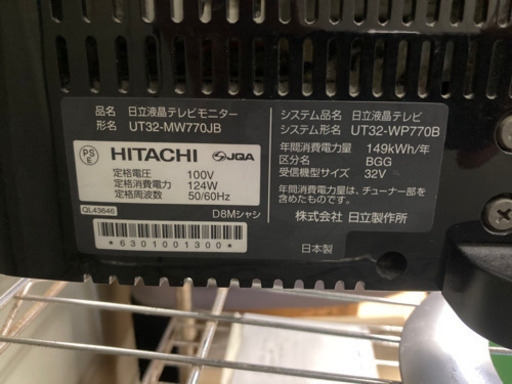 品名 日立液晶テレビモニター
形名 UT32-MW770JB
PS E HITACHI JQA
定格電圧 100V
定格消費電力 124W
定格周波数 50/60Hz
QL43646 D8Mシャシ
*6301001300*
システム品名 日立液晶テレビ
システム形名 UT32-WP770B
年間消費電力量 149kWh/年
区分名 BGG
受信機型サイズ 32V
年間消費電力量は、チューナー部を
含めたものです。
株式会社 日立製作所
日本製